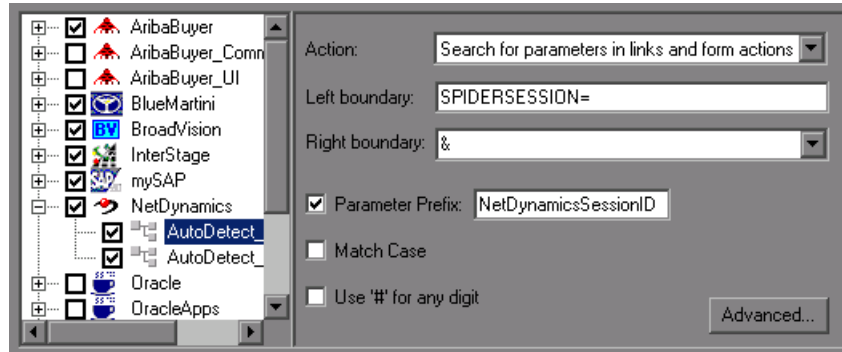 AribaBuyer
AribaBuyer_Comm
AribaBuyer_UI
BlueMartini
BV BroadVision
InterStage
SAP mySAP
NetDynamics
AutoDetect_
AutoDetect_
Oracle
OracleApps
Action: Search for parameters in links and form actions
Left boundary: SPIDERSESSION=
Right boundary: &
Parameter Prefix: NetDynamicsSessionID
Match Case
Use '#' for any digit
Advanced...